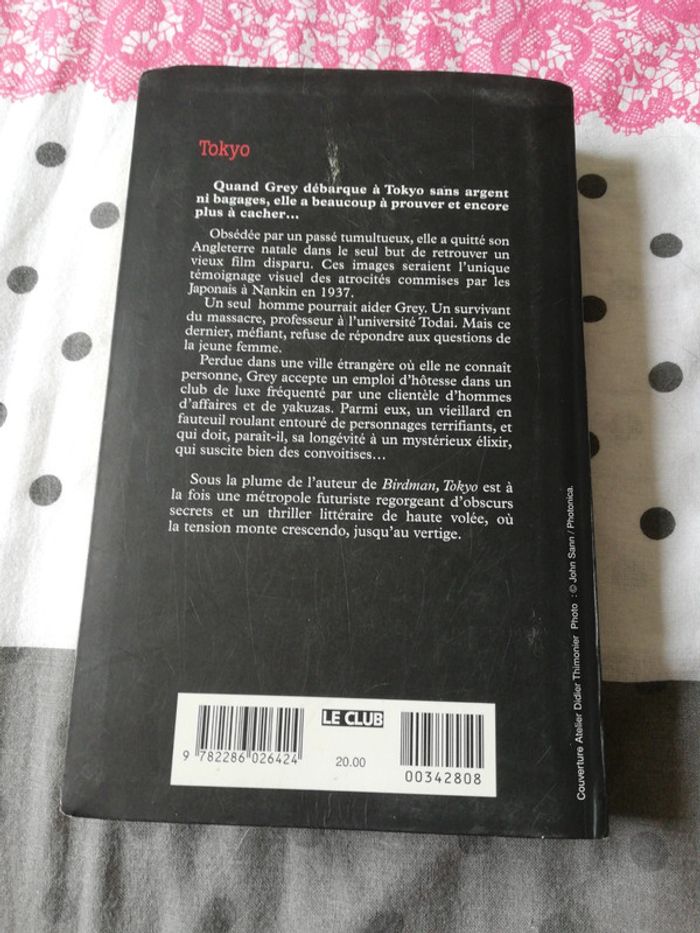 Tokyo
Quand Grey débarque à Tokyo sans argent
ni bagages, elle a beaucoup à prouver et encore
plus à cacher...
Obsédée par un passé tumultueux, elle a quitté son
Angleterre natale dans le seul but de retrouver un
vieux film disparu. Ces images seraient l'unique
témoignage visuel des atrocités commises par les
Japonais à Nankin en 1937.
Un seul homme pourrait aider Grey. Un survivant
du massacre, professeur à l'université Todai. Mais ce
dernier, méfiant, refuse de répondre aux questions de
la jeune femme.
Perdue dans une ville étrangère où elle ne connaît
personne, Grey accepte un emploi d'hôtesse dans un
club de luxe fréquenté par une clientèle d'hommes
d'affaires et de yakuzas. Parmi eux, un vieillard en
fauteuil roulant entouré de personnages terrifiants, et
qui doit, paraît-il, sa longévité à un mystérieux élixir,
qui suscite bien des convoitises...
Sous la plume de l'auteur de Birdman, Tokyo est à
la fois une métropole futuriste regorgeant d'obscurs
secrets et un thriller littéraire de haute volée, où
la tension monte crescendo, jusqu'au vertige.
Couverture Atelier Didier Thimonier Photo : © John Sann / Photonica.
LE CLUB
9 782286 026424
20.00
00342808